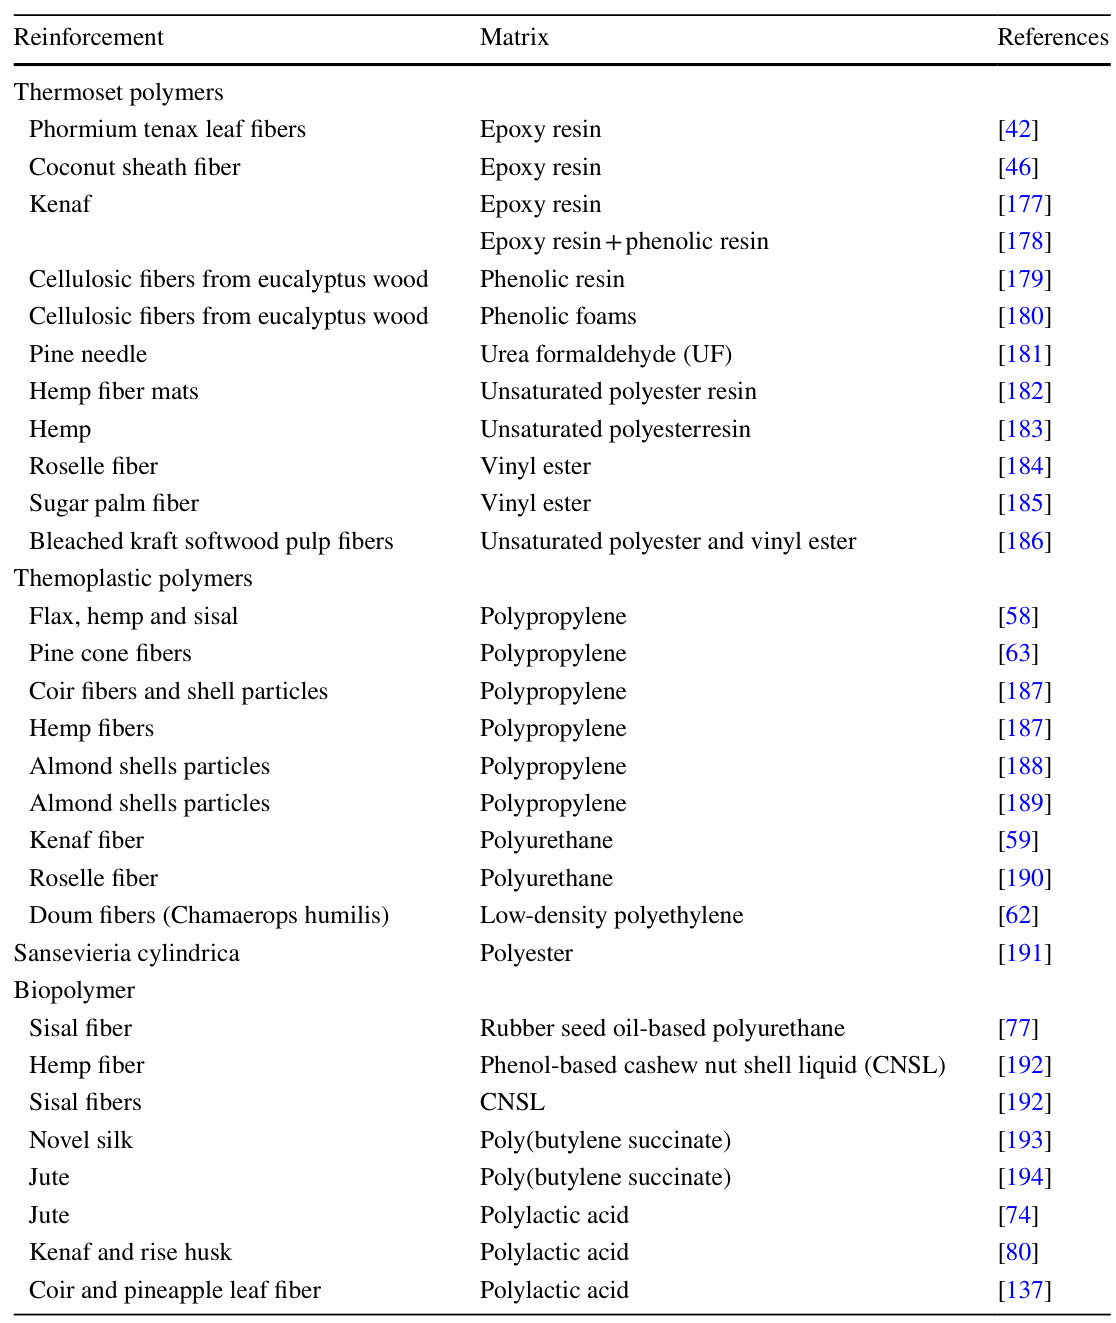 Reinforcement Matrix References
Thermoset polymers
Phormium tenax leaf fibers Epoxy resin [42]
Coconut sheath fiber Epoxy resin [46]
Kenaf Epoxy resin [177]
Epoxy resin + phenolic resin [178]
Cellulosic fibers from eucalyptus wood Phenolic resin [179]
Cellulosic fibers from eucalyptus wood Phenolic foams [180]
Pine needle Urea formaldehyde (UF) [181]
Hemp fiber mats Unsaturated polyester resin [182]
Hemp Unsaturated polyesterresin [183]
Roselle fiber Vinyl ester [184]
Sugar palm fiber Vinyl ester [185]
Bleached kraft softwood pulp fibers Unsaturated polyester and vinyl ester [186]
Themoplastic polymers
Flax, hemp and sisal Polypropylene [58]
Pine cone fibers Polypropylene [63]
Coir fibers and shell particles Polypropylene [187]
Hemp fibers Polypropylene [187]
Almond shells particles Polypropylene [188]
Almond shells particles Polypropylene [189]
Kenaf fiber Polyurethane [59]
Roselle fiber Polyurethane [190]
Doum fibers (Chamaerops humilis) Low-density polyethylene [62]
Sansevieria cylindrica Polyester [191]
Biopolymer
Sisal fiber Rubber seed oil-based polyurethane [77]
Hemp fiber Phenol-based cashew nut shell liquid (CNSL) [192]
Sisal fibers CNSL [192]
Novel silk Poly(butylene succinate) [193]
Jute Poly(butylene succinate) [194]
Jute Polylactic acid [74]
Kenaf and rise husk Polylactic acid [80]
Coir and pineapple leaf fiber Polylactic acid [137]